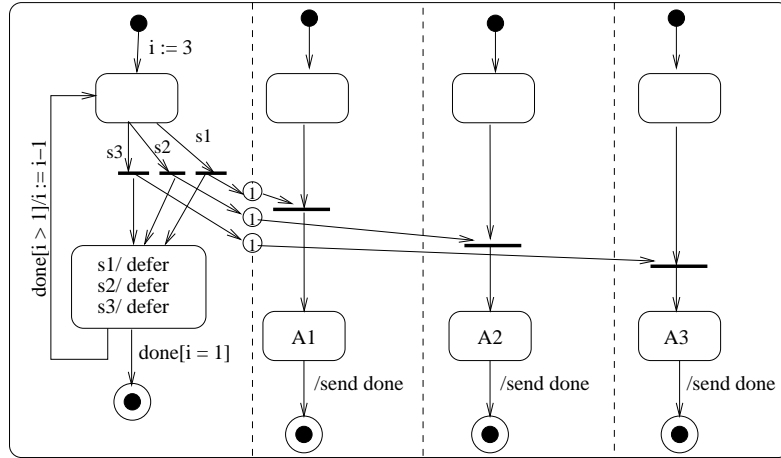 i := 3
s1
s2
s3
1
1
1
done[i > 1]/i := i−1
s1/ defer
s2/ defer
s3/ defer
done[i = 1]
A1
A2
A3
/send done
/send done
/send done